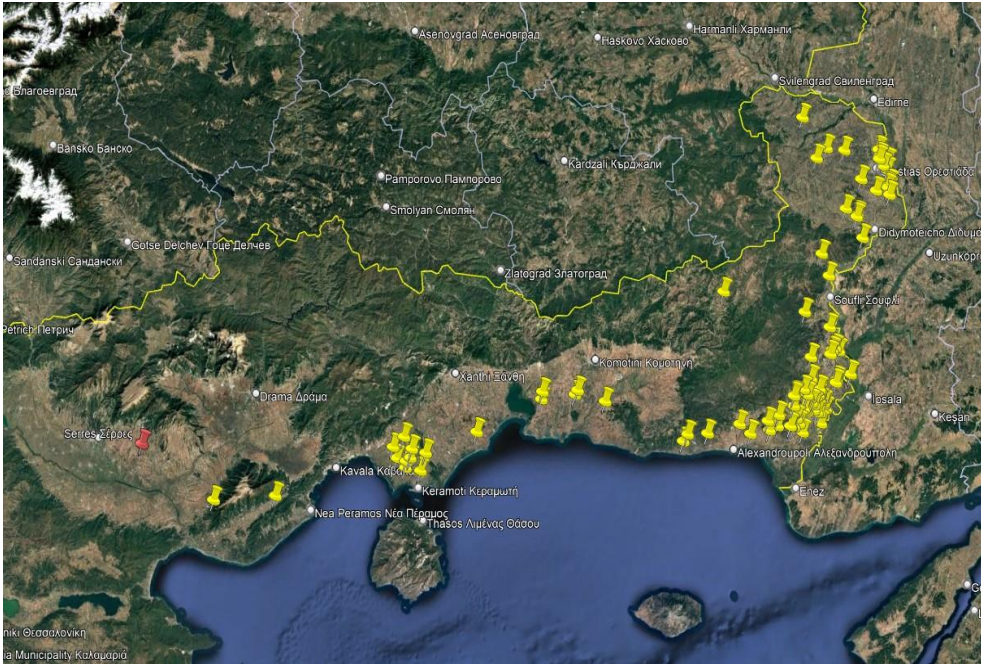 Asenovgrad Асеновград
Haskovo Хасково
Harmanli Харманли
Svilengrad Свиленград
Благоевград
Edirne
Bansko Банско
Kardzali Кърджали
Pamporovo Пампорово
stias Ορεστιάδα
Smolyan Смолян
Didymoteicho Διδυμο
Gotse Delchev Гоце Делчев
Uzunkopr
Sandanski Сандански
Zlatograd Златоград
Soufli Σουφλί
Petrich Петрич
Komotini Κομοτηνή
Xanthi Ξάνθη
Drama Δράμα
Ipsala
Keşan
Serres Σέρρες
Alexandroupoli Αλεξανδρούπολη
Kavala Καβά
Keramoti Κεραμωτή
Enez
Nea Peramos Νέα Πέραμος
Thasos Λιμένας Θάσου
G
niki Θεσσαλονίκη
ia Municipality Καλαμαριά